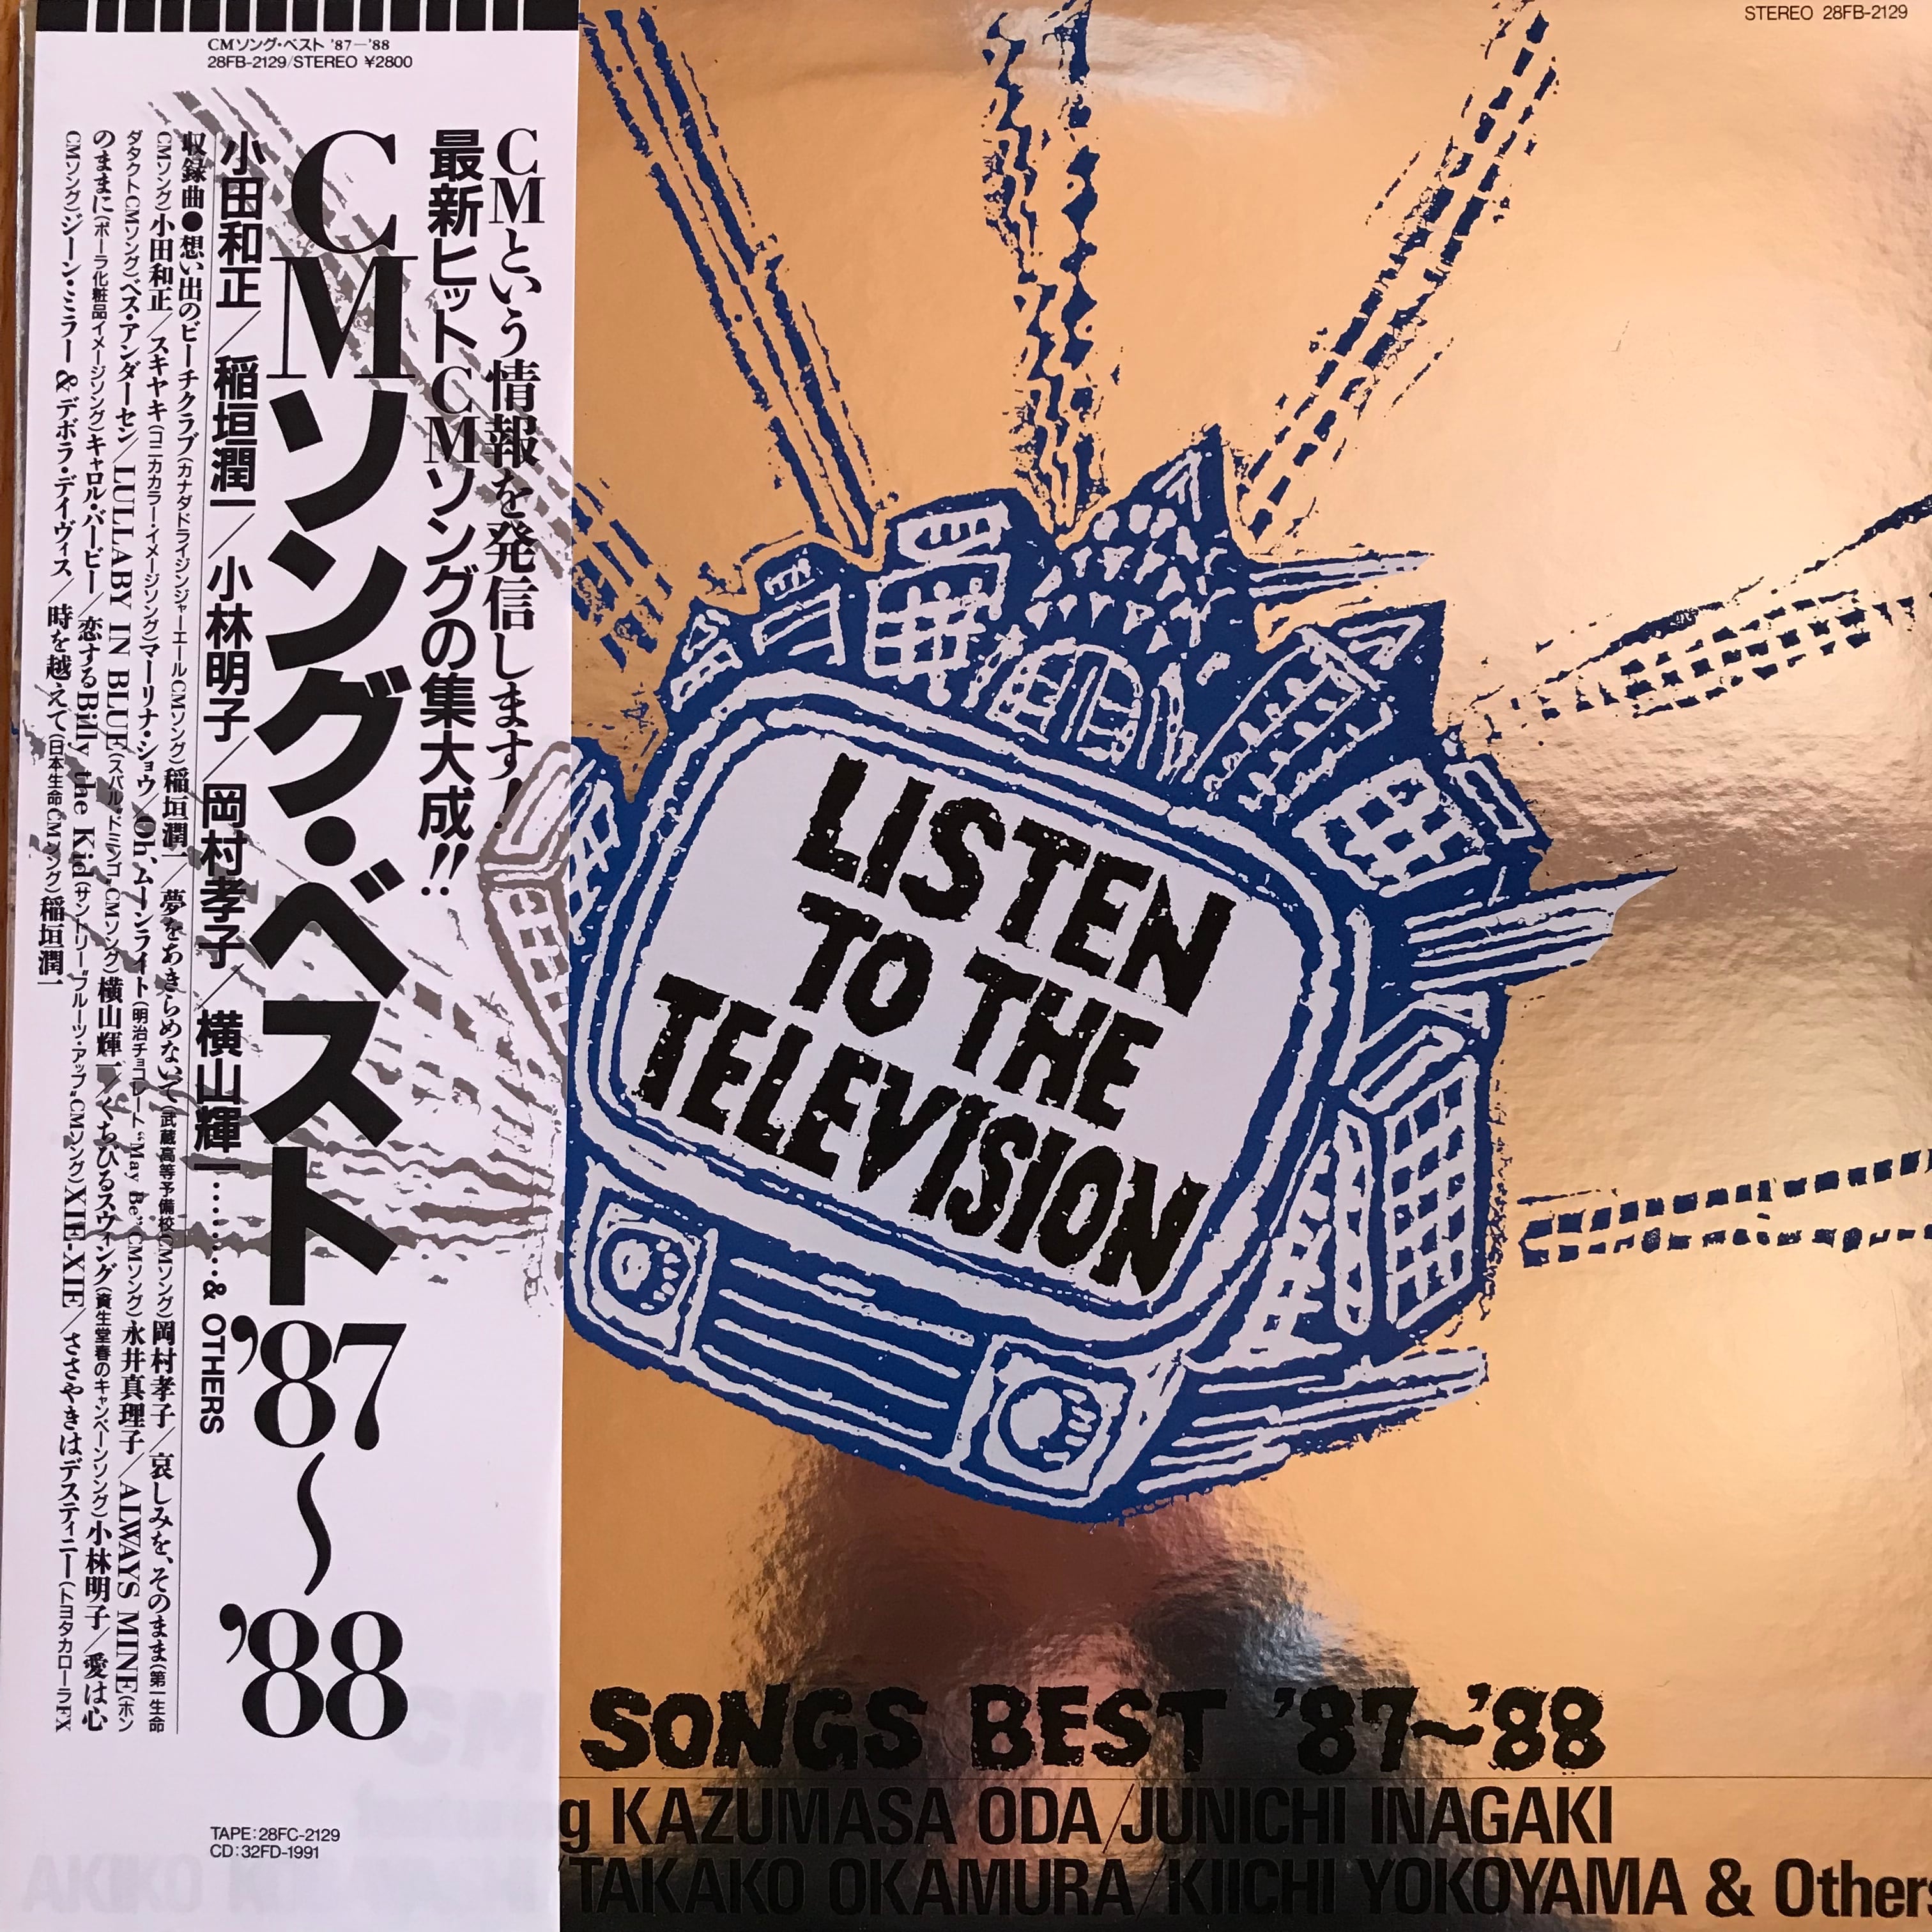 CMソング・ベスト '87—'88
28FB-2129/STEREO ¥2800
CMという情報を発信します!
最新ヒットCMソングの集大成!!
CMソング・ベスト'87〜'88
小田和正/稲垣潤一/小林明子/岡村孝子/横山輝一………& OTHERS
収録曲●想い出のビーチクラブ(カナダドライジンジャーエールCMソング)稲垣潤一/夢をあきらめないで(武蔵高等予備校CMソング)岡村孝子/哀しみを、そのまま(第一生命
CMソング)小田和正/スキヤキ(コニカカラー・イメージソング)マーリナ・ショウ/Oh, ムーンライト(明治チョコレート“May Be”CMソング)永井真理子/ALWAYS MINE(ホン
ダタクトCMソング)ベス・アンダーセン/LULLABY IN BLUE(スバル“ドミンゴ”CMソング)横山輝一/くちびるスウィング(資生堂春のキャンペーンソング)小林明子/愛は心
のままに(ポーラ化粧品イメージソング)キャロル・バービー/恋するBilly the Kid(サントリー“フルーツ・アップ”CMソング)XIE-XIE/ささやきはデスティニー(トヨタカローラFX
CMソング)ジーン・ミラー&デボラ・デイヴィス/時を越えて(日本生命CMソング)稲垣潤一
TAPE:28FC-2129
CD:32FD-1991
STEREO 28FB-2129
LISTEN
TO THE
TELEVISION
SONGS BEST '87〜'88
g KAZUMASA ODA/JUNICHI INAGAKI
/TAKAKO OKAMURA/KIICHI YOKOYAMA & Others